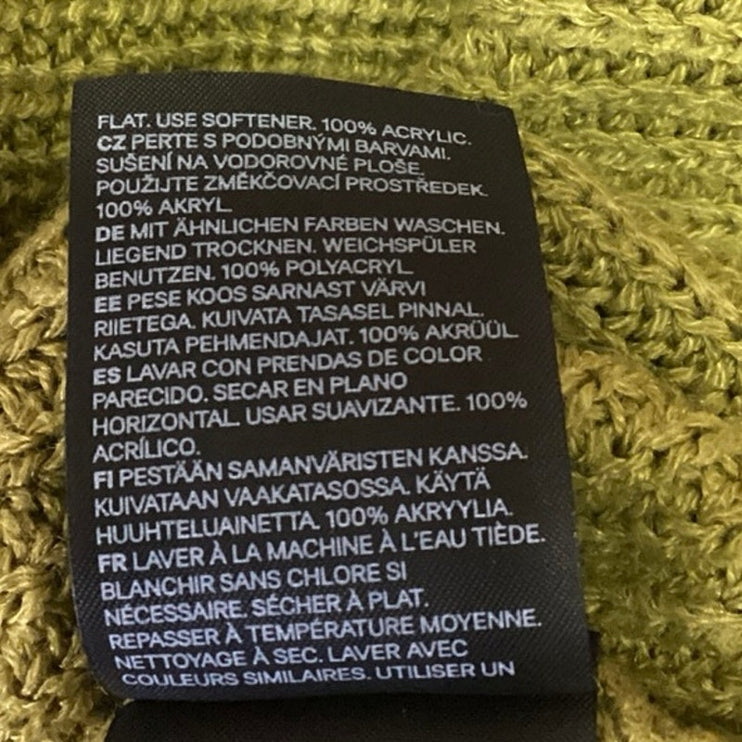 FLAT. USE SOFTENER. 100% ACRYLIC.
CZ PERTE S PODOBNÝMI BARVAMI.
SUŠENÍ NA VODOROVNÉ PLOŠE.
POUŽIJTE ZMĚKČOVACÍ PROSTŘEDEK.
100% AKRYL
DE MIT ÄHNLICHEN FARBEN WASCHEN.
LIEGEND TROCKNEN. WEICHSPÜLER
BENUTZEN. 100% POLYACRYL
EE PESE KOOS SARNAST VÄRVI
RIIETEGA. KUIVATA TASASEL PINNAL.
KASUTA PEHMENDAJAT. 100% AKRÜÜL
ES LAVAR CON PRENDAS DE COLOR
PARECIDO. SECAR EN PLANO
HORIZONTAL. USAR SUAVIZANTE. 100%
ACRÍLICO.
FI PESTÄÄN SAMANVÄRISTEN KANSSA.
KUIVATAAN VAAKATASOSSA. KÄYTÄ
HUUHTELUAINETTA. 100% AKRYYLIA.
FR LAVER À LA MACHINE À L'EAU TIÈDE.
BLANCHIR SANS CHLORE SI
NÉCESSAIRE. SÉCHER À PLAT.
REPASSER À TEMPÉRATURE MOYENNE.
NETTOYAGE À SEC. LAVER AVEC
COULEURS SIMILAIRES. UTILISER UN